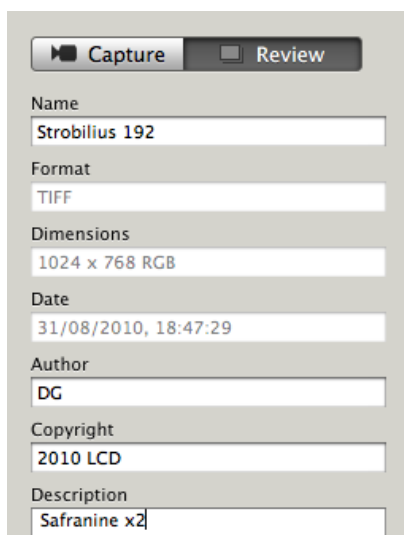 Capture Review
Name
Strobilius 192
Format
TIFF
Dimensions
1024 x 768 RGB
Date
31/08/2010, 18:47:29
Author
DG
Copyright
2010 LCD
Description
Safranine x2